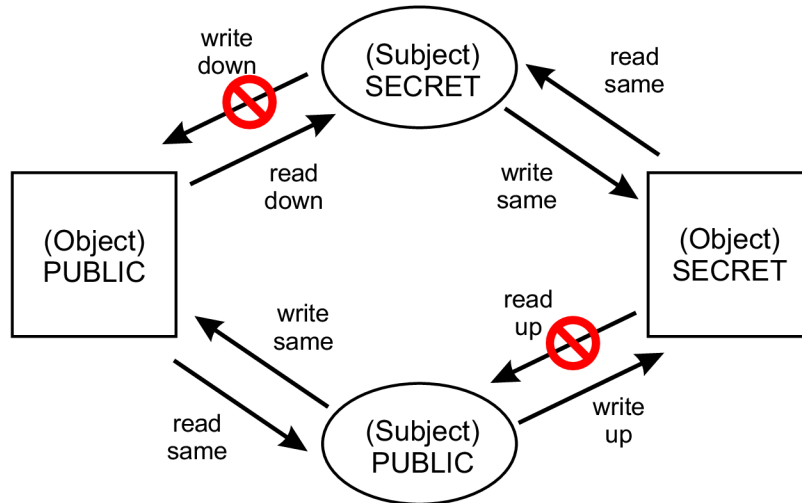 write
down
(Subject)
SECRET
read
same
read
down
write
same
(Object)
PUBLIC
(Object)
SECRET
write
same
read
up
read
same
(Subject)
PUBLIC
write
up